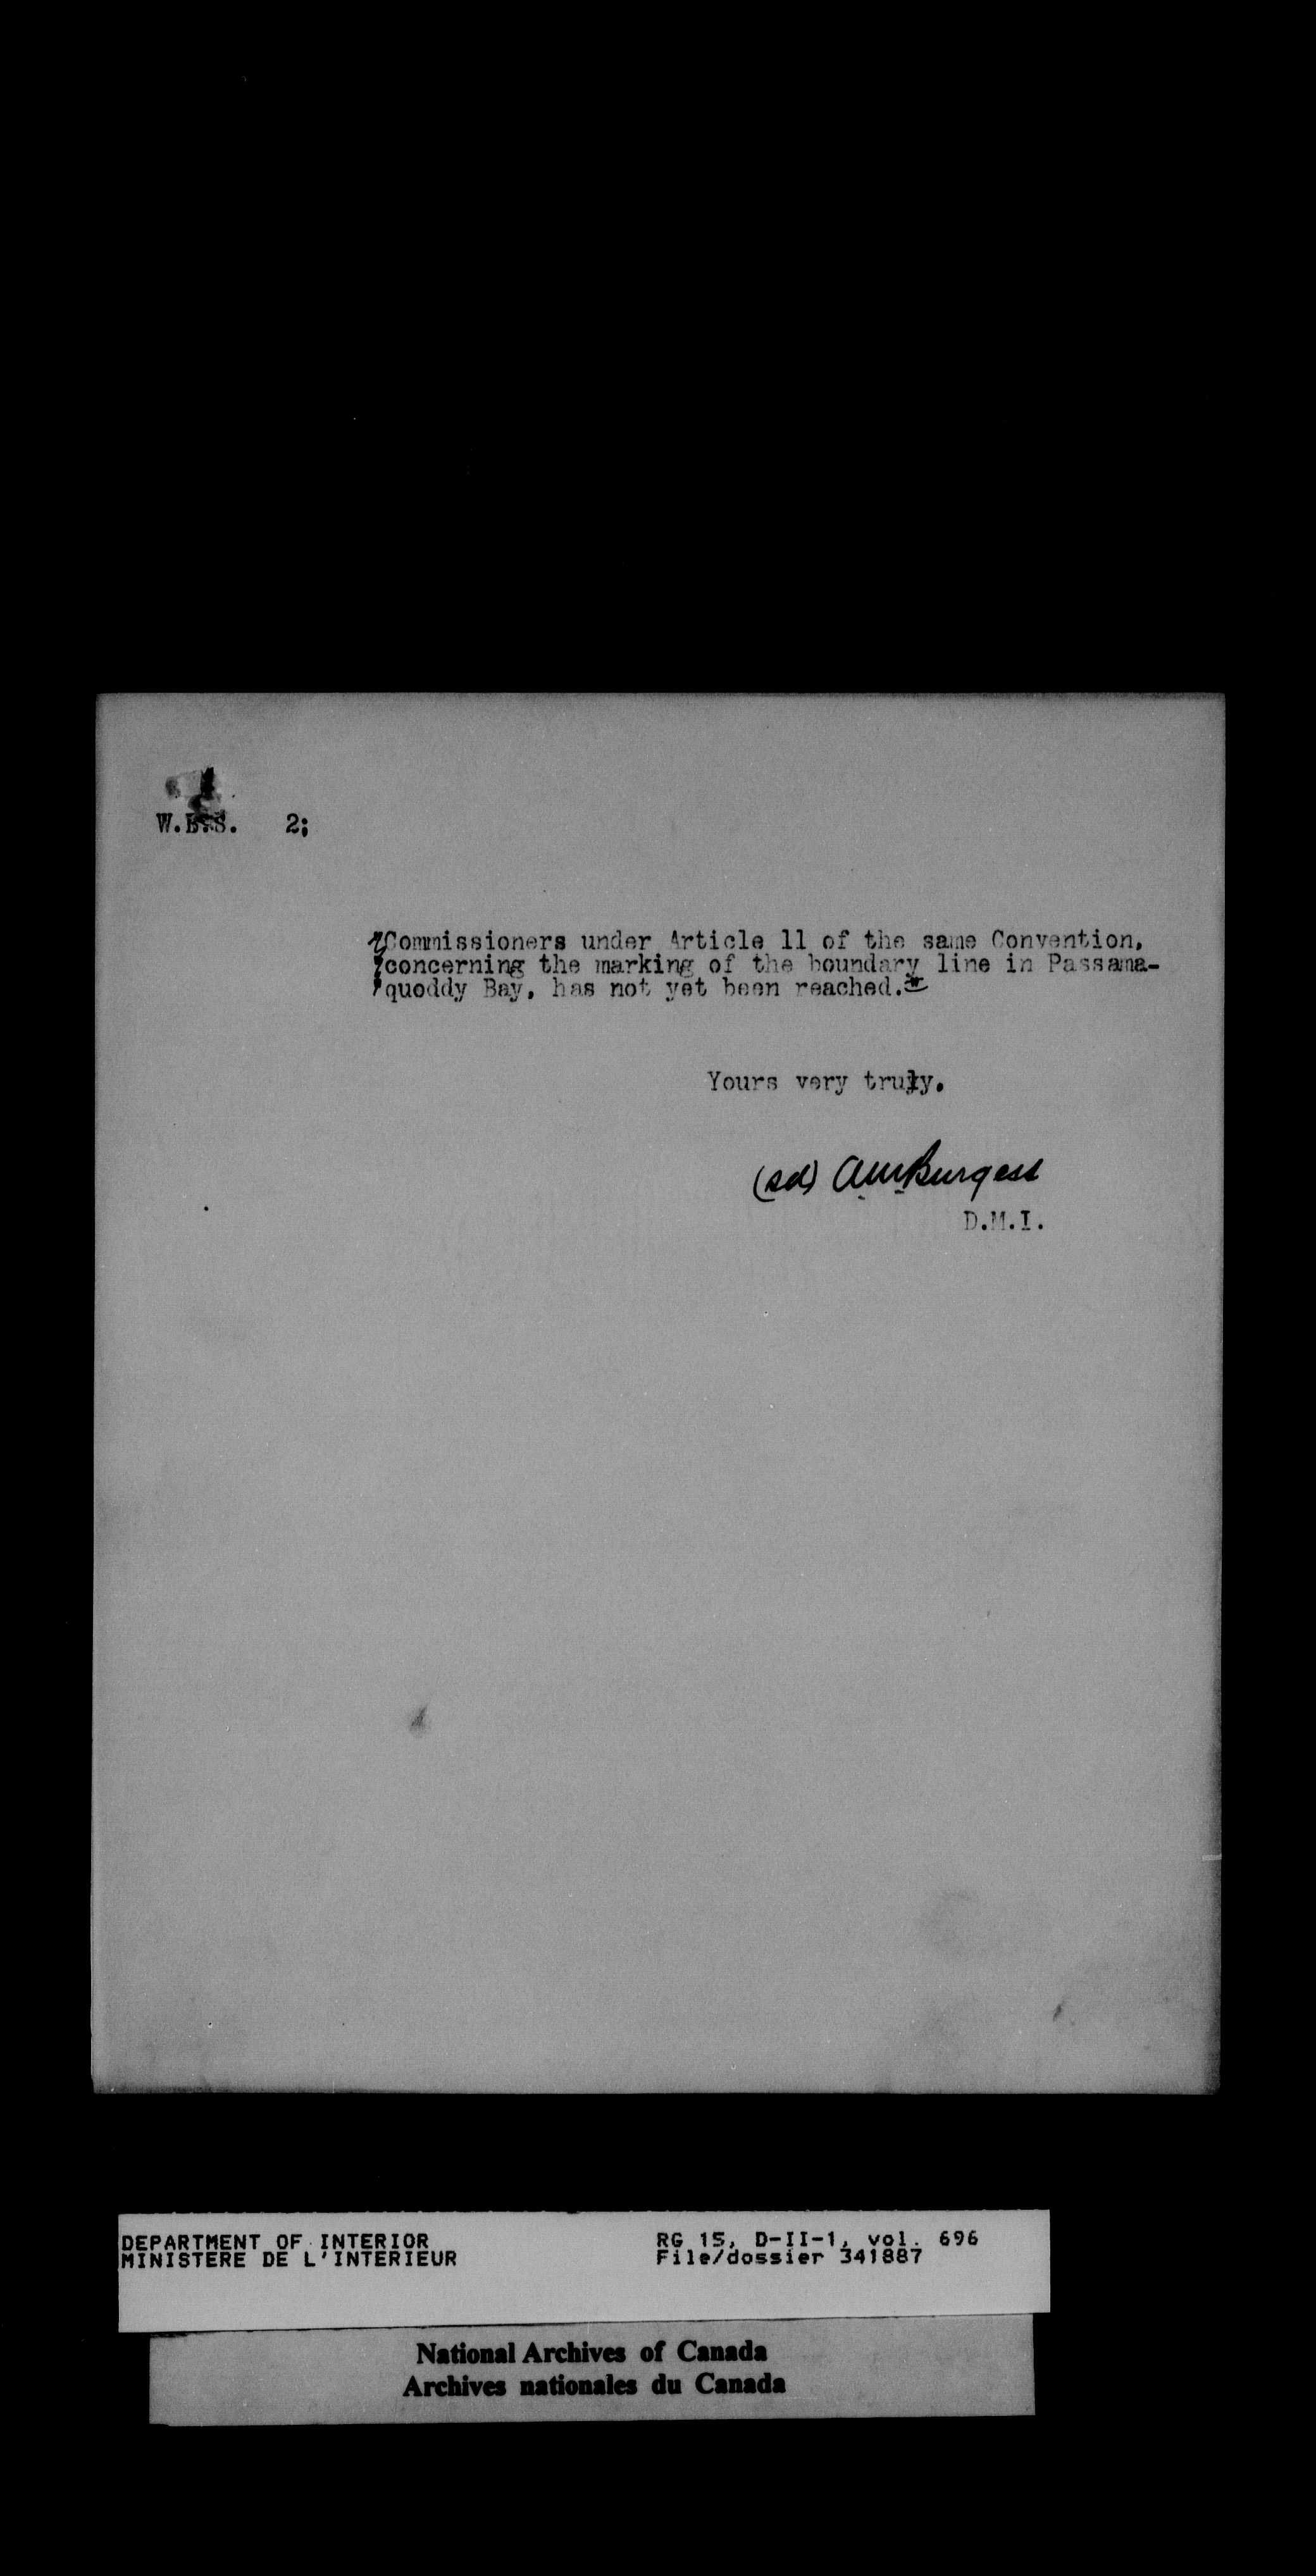 W.B.S. 2;
"Commissioners under Article 11 of the same Convention,
"concerning the marking of the boundary line in Passama-
"quoddy Bay, has not yet been reached."
Yours very truly.
(sd) AM Burgess
D.M.I.
DEPARTMENT OF INTERIOR RG 15, D-II-1, vol. 696
MINISTERE DE L'INTERIEUR File/dossier 341887
National Archives of Canada
Archives nationales du Canada